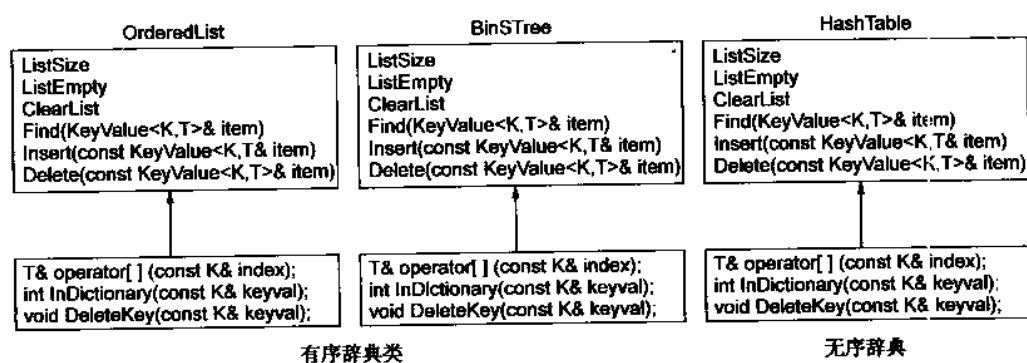 OrderedList
ListSize
ListEmpty
ClearList
Find(KeyValue<K,T>& item)
Insert(const KeyValue<K,T& item)
Delete(const KeyValue<K,T>& item)
T& operator[ ] (const K& index);
int InDictionary(const K& keyval);
void DeleteKey(const K& keyval);
BinSTree
ListSize
ListEmpty
ClearList
Find(KeyValue<K,T>& item)
Insert(const KeyValue<K,T& item)
Delete(const KeyValue<K,T>& item)
T& operator[ ] (const K& index);
int InDictionary(const K& keyval);
void DeleteKey(const K& keyval);
有序辞典类
HashTable
ListSize
ListEmpty
ClearList
Find(KeyValue<K,T>& item)
Insert(const KeyValue<K,T& item)
Delete(const KeyValue<K,T>& item)
T& operator[ ] (const K& index);
int InDictionary(const K& keyval);
void DeleteKey(const K& keyval);
无序辞典